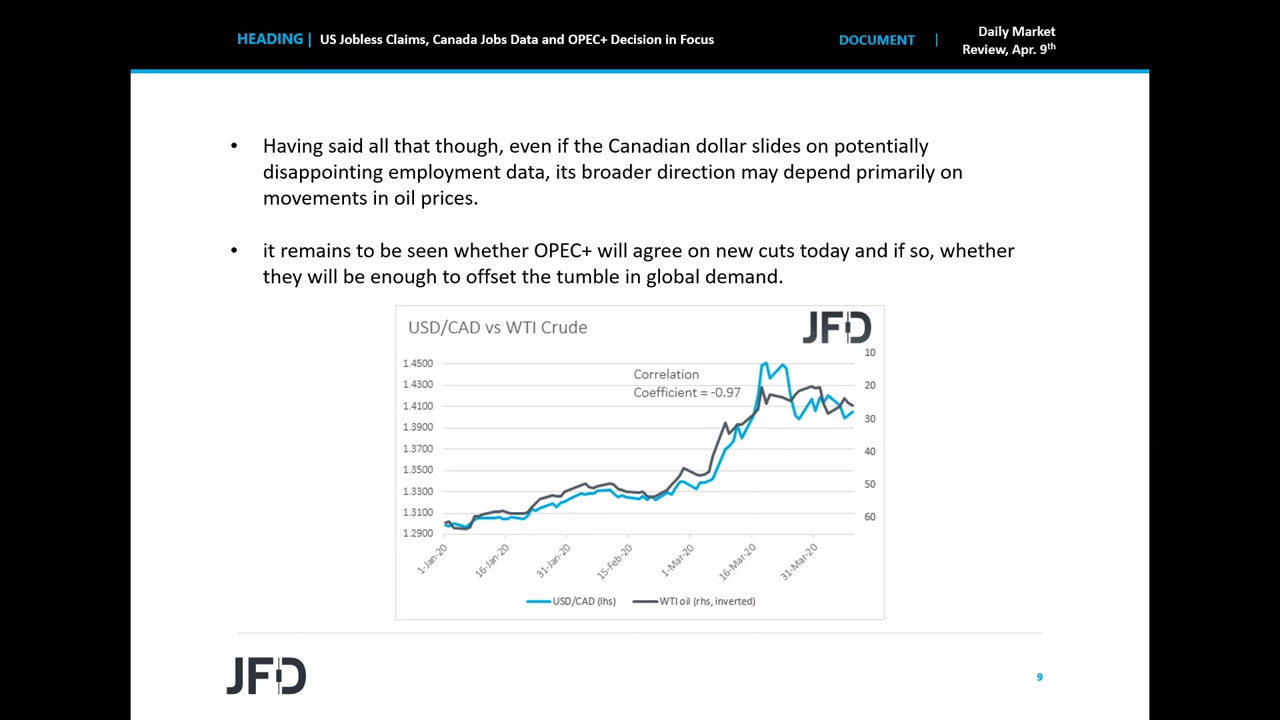 HEADING | US Jobless Claims, Canada Jobs Data and OPEC+ Decision in Focus
DOCUMENT |
Daily Market
Review, Apr. 9th
• Having said all that though, even if the Canadian dollar slides on potentially
disappointing employment data, its broader direction may depend primarily on
movements in oil prices.
• it remains to be seen whether OPEC+ will agree on new cuts today and if so, whether
they will be enough to offset the tumble in global demand.
USD/CAD vs WTI Crude
JFD
Correlation
Coefficient = -0.97
1.4500
1.4300
1.4100
1.3900
1.3700
1.3500
1.3300
1.3100
1.2900
10
20
30
40
50
60
1-Jan-20
16-Jan-20
31-Jan-20
15-Feb-20
1-Mar-20
16-Mar-20
31-Mar-20
USD/CAD (lhs)
WTI oil (rhs, inverted)
JFD
9